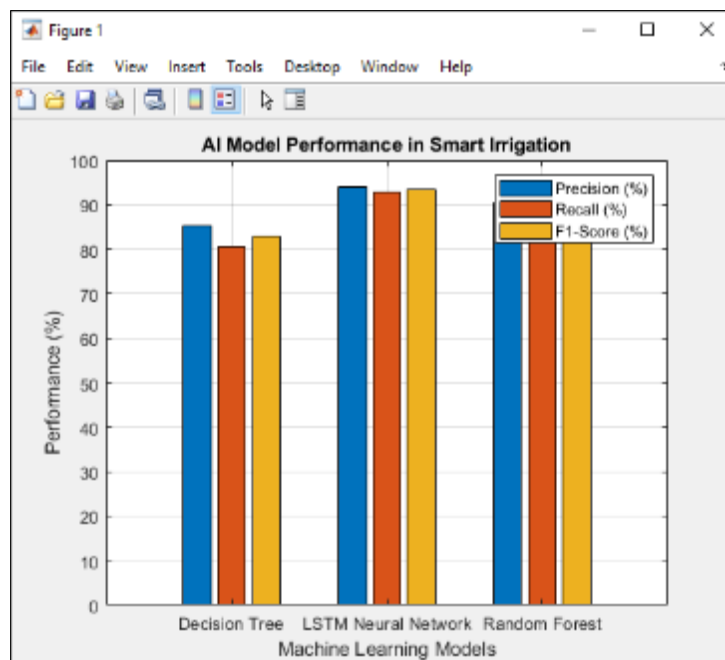 Figure 1
File Edit View Insert Tools Desktop Window Help
AI Model Performance in Smart Irrigation
Precision (%)
Recall (%)
F1-Score (%)
Performance (%)
100
90
80
70
60
50
40
30
20
10
0
Decision Tree LSTM Neural Network Random Forest
Machine Learning Models